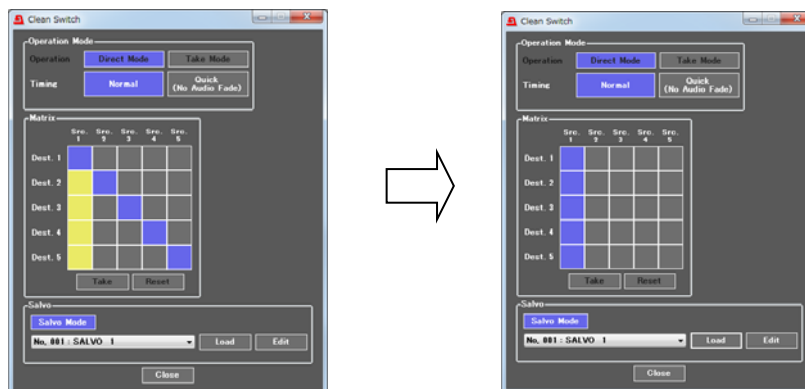 Clean Switch
Operation Mode
Operation Direct Mode Take Mode
Timing Normal Quick
(No Audio Fade)
Matrix
Src. Src. Src. Src. Src.
1 2 3 4 5
Dest. 1
Dest. 2
Dest. 3
Dest. 4
Dest. 5
Take Reset
Salvo
Salvo Mode
No. 001 : SALVO 1 Load Edit
Close
Clean Switch
Operation Mode
Operation Direct Mode Take Mode
Timing Normal Quick
(No Audio Fade)
Matrix
Src. Src. Src. Src. Src.
1 2 3 4 5
Dest. 1
Dest. 2
Dest. 3
Dest. 4
Dest. 5
Take Reset
Salvo
Salvo Mode
No. 001 : SALVO 1 Load Edit
Close